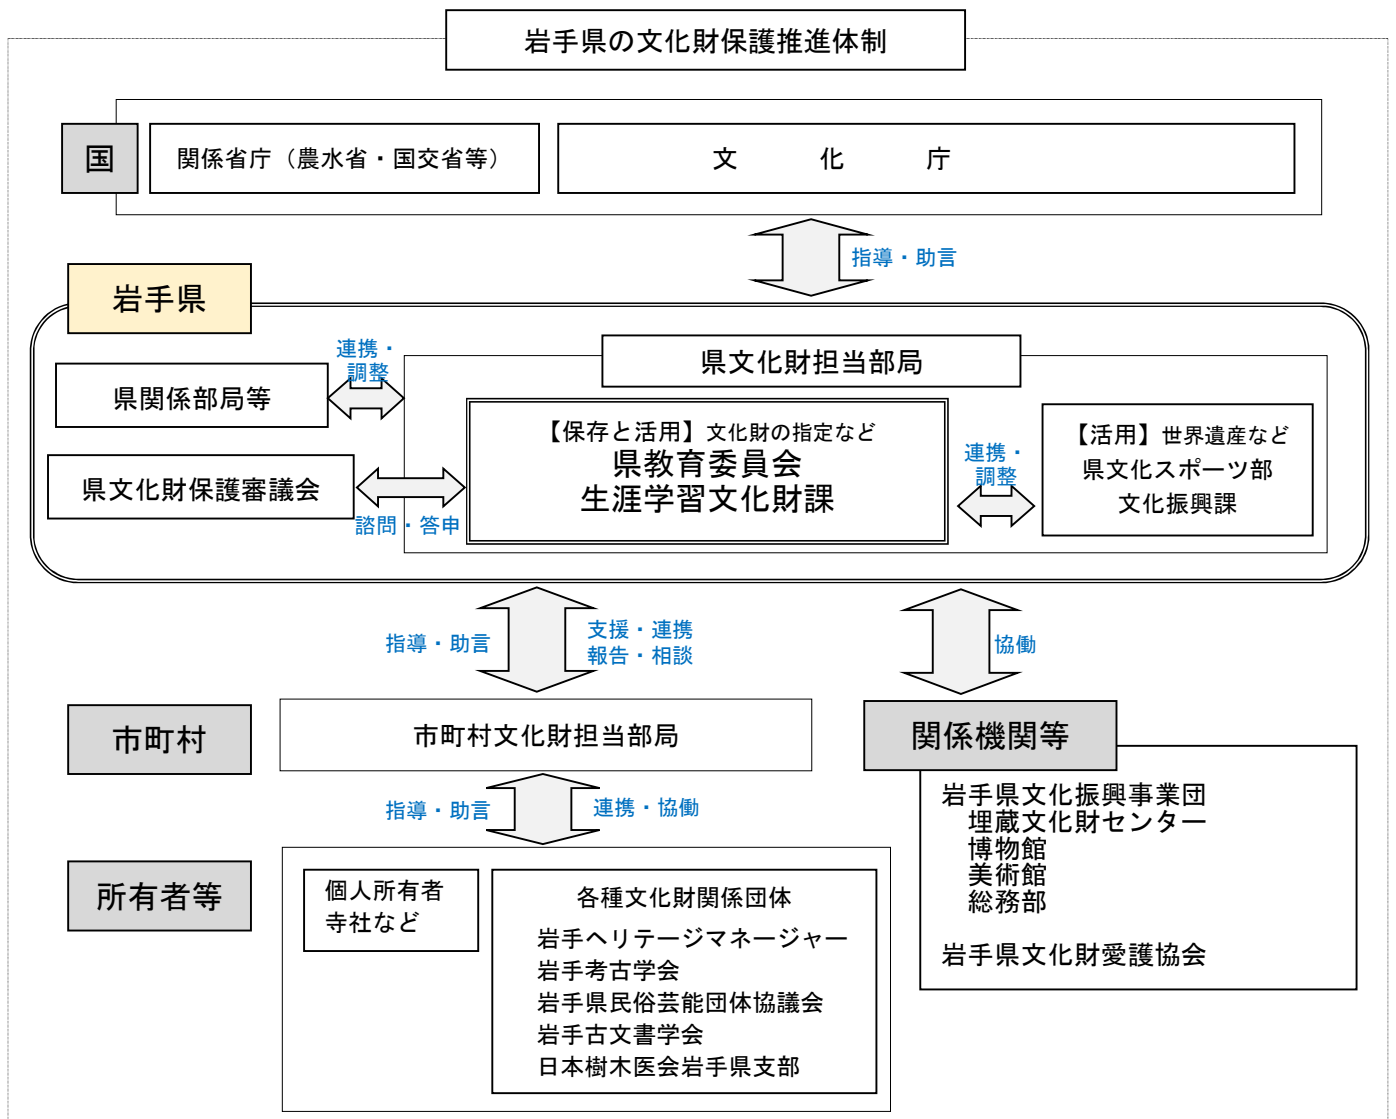 岩手県の文化財保護推進体制
国
関係省庁（農水省・国交省等）
文　化　庁
指導・助言
岩手県
連携・
調整
県関係部局等
県文化財保護審議会
諮問・答申
県文化財担当部局
【保存と活用】文化財の指定など
県教育委員会
生涯学習文化財課
連携・
調整
【活用】世界遺産など
県文化スポーツ部
文化振興課
指導・助言
支援・連携
報告・相談
協働
市町村
市町村文化財担当部局
関係機関等
岩手県文化振興事業団
埋蔵文化財センター
博物館
美術館
総務部
岩手県文化財愛護協会
指導・助言
連携・協働
所有者等
個人所有者
寺社など
各種文化財関係団体
岩手ヘリテージマネージャー
岩手考古学会
岩手県民俗芸能団体協議会
岩手古文書学会
日本樹木医会岩手県支部